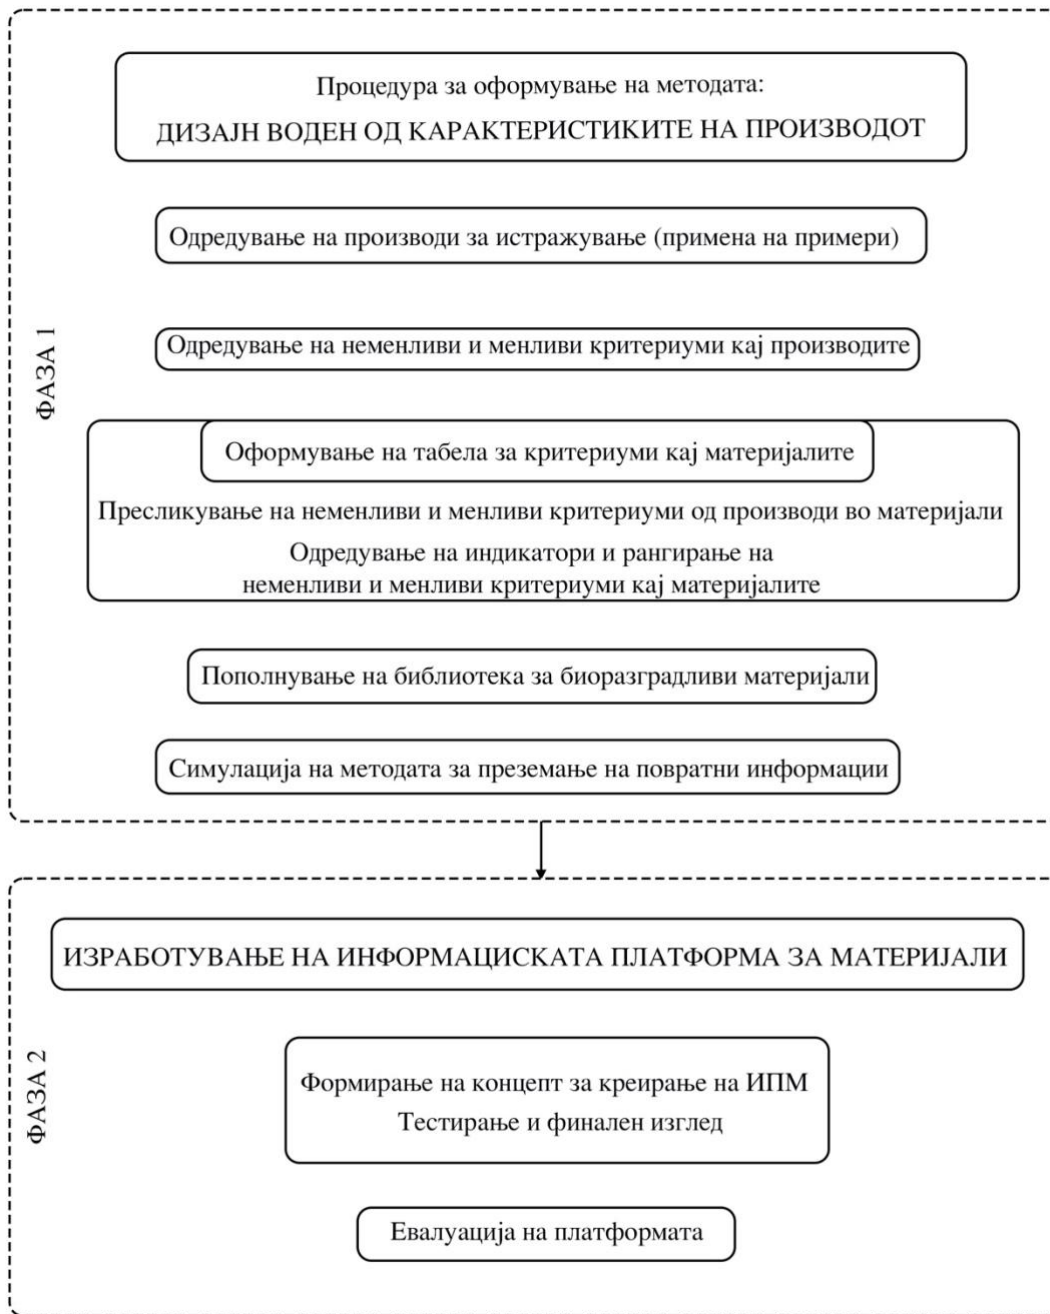 Процедура за оформување на методата:
ДИЗАЈН ВОДЕН ОД КАРАКТЕРИСТИКИТЕ НА ПРОИЗВОДОТ
Одредување на производи за истражување (примена на примери)
ФАЗА 1
Одредување на неменливи и менливи критериуми кај производите
Оформување на табела за критериуми кај материјалите
Пресликување на неменливи и менливи критериуми од производи во материјали
Одредување на индикатори и рангирање на
неменливи и менливи критериуми кај материјалите
Пополнување на библиотека за биоразградливи материјали
Симулација на методата за преземање на повратни информации
ИЗРАБОТУВАЊЕ НА ИНФОРМАЦИСКАТА ПЛАТФОРМА ЗА МАТЕРИЈАЛИ
ФАЗА 2
Формирање на концепт за креирање на ИПМ
Тестирање и финален изглед
Евалуација на платформата